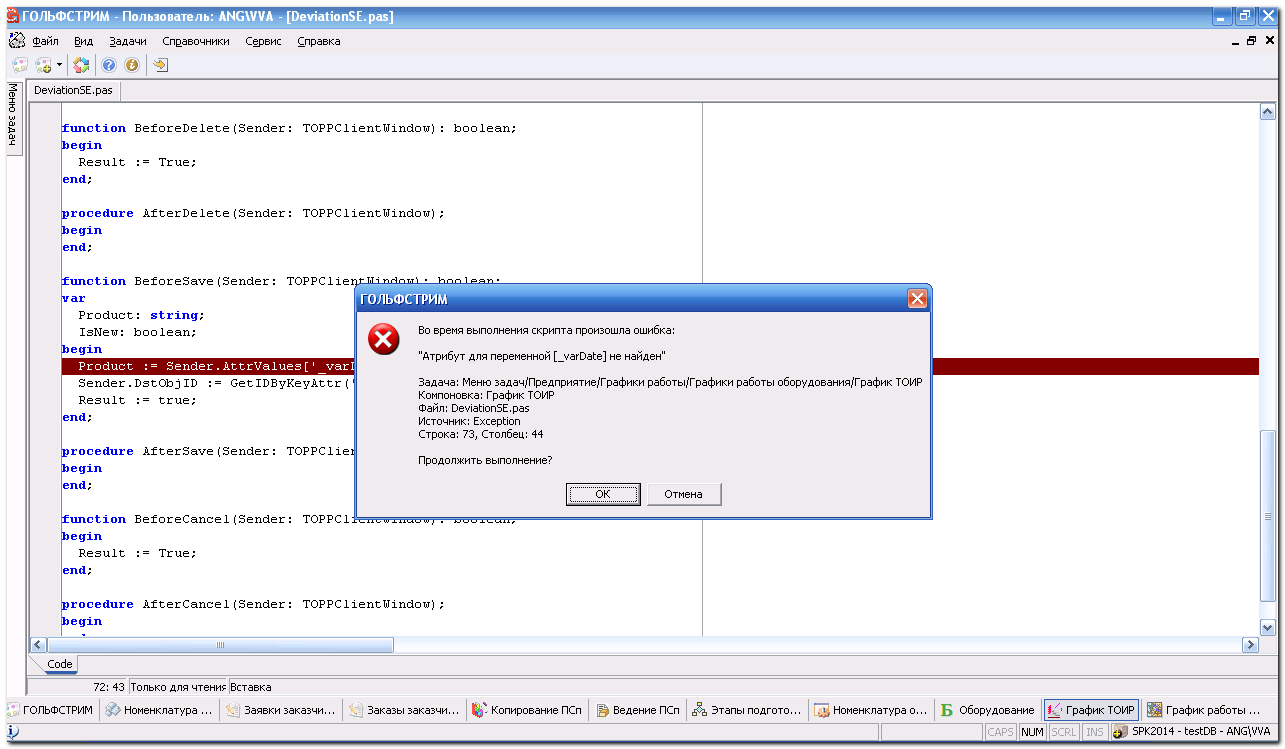 ГОЛЬФСТРИМ - Пользователь: ANG\VVA - [DeviationSE.pas]
Файл Вид Задачи Справочники Сервис Справка
Меню задач
DeviationSE.pas
function BeforeDelete(Sender: TOPPClientWindow): boolean;
begin
Result := True;
end;
procedure AfterDelete(Sender: TOPPClientWindow);
begin
end;
function BeforeSave(Sender: TOPPClientWindow): boolean;
var
Product: string;
IsNew: boolean;
begin
Product := Sender.AttrValues['_varD
Sender.DstObjID := GetIDByKeyAttr('
Result := true;
end;
procedure AfterSave(Sender: TOPPClien
begin
end;
function BeforeCancel(Sender: TOPPClientWindow): boolean;
begin
Result := True;
end;
procedure AfterCancel(Sender: TOPPClientWindow);
begin
ГОЛЬФСТРИМ
Во время выполнения скрипта произошла ошибка:
"Атрибут для переменной [_varDate] не найден"
Задача: Меню задач/Предприятие/Графики работы/Графики работы оборудования/График ТОИР
Компоновка: График ТОИР
Файл: DeviationSE.pas
Источник: Exception
Строка: 73, Столбец: 44
Продолжить выполнение?
OK Отмена
Code
72: 43 Только для чтения Вставка
ГОЛЬФСТРИМ Номенклатура ... Заявки заказчи... Заказы заказчи... Копирование ПСп Ведение ПСп Этапы подгото... Номенклатура о... Оборудование График ТОИР График работы ...
CAPS NUM SCRL INS SPK2014 - testDB - ANG\VVA